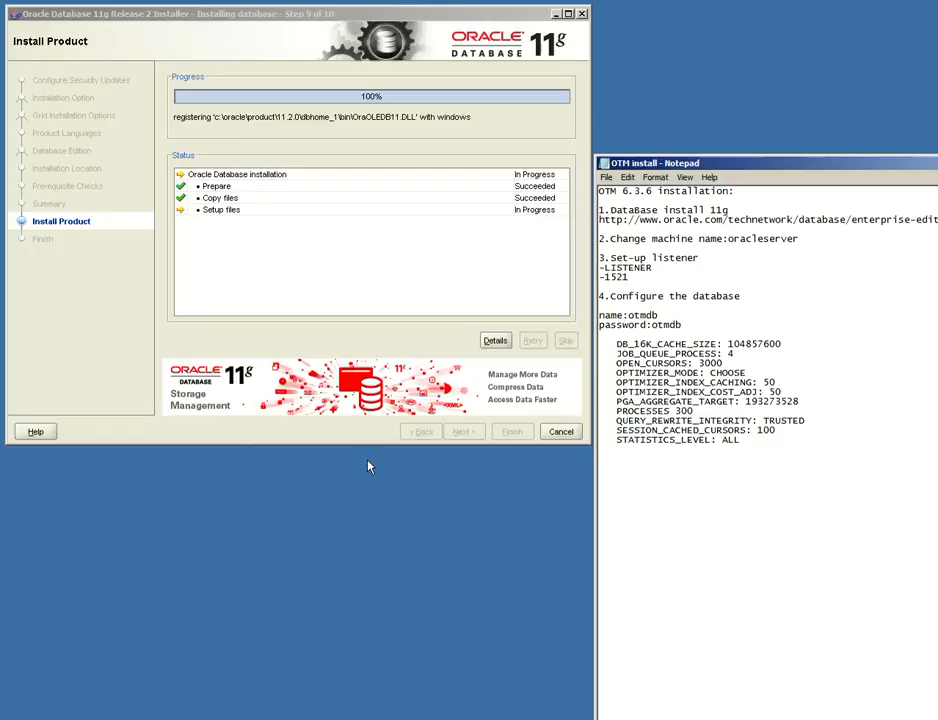 Oracle Database 11g Release 2 Installer - Installing database - Step 9 of 10
Install Product
ORACLE
DATABASE 11g
Configure Security Updates
Installation Option
Grid Installation Options
Product Languages
Database Edition
Installation Location
Prerequisite Checks
Summary
Install Product
Finish
Progress
100%
registering 'c:\oracle\product\11.2.0\dbhome_1\bin\OraOLEDB11.DLL' with windows
Status
Oracle Database installation In Progress
• Prepare Succeeded
• Copy files Succeeded
• Setup files In Progress
Details Retry Skip
ORACLE
DATABASE 11g
Storage
Management
11g
Manage More Data
Compress Data
Access Data Faster
Help < Back Next > Finish Cancel
OTM install - Notepad
File Edit Format View Help
OTM 6.3.6 installation:
1.DataBase install 11g
http://www.oracle.com/technetwork/database/enterprise-edit
2.Change machine name:oracleserver
3.Set-up listener
-LISTENER
-1521
4.Configure the database
name:otmdb
password:otmdb
DB_16K_CACHE_SIZE: 104857600
JOB_QUEUE_PROCESS: 4
OPEN_CURSORS: 3000
OPTIMIZER_MODE: CHOOSE
OPTIMIZER_INDEX_CACHING: 50
OPTIMIZER_INDEX_COST_ADJ: 50
PGA_AGGREGATE_TARGET: 193273528
PROCESSES 300
QUERY_REWRITE_INTEGRITY: TRUSTED
SESSION_CACHED_CURSORS: 100
STATISTICS_LEVEL: ALL